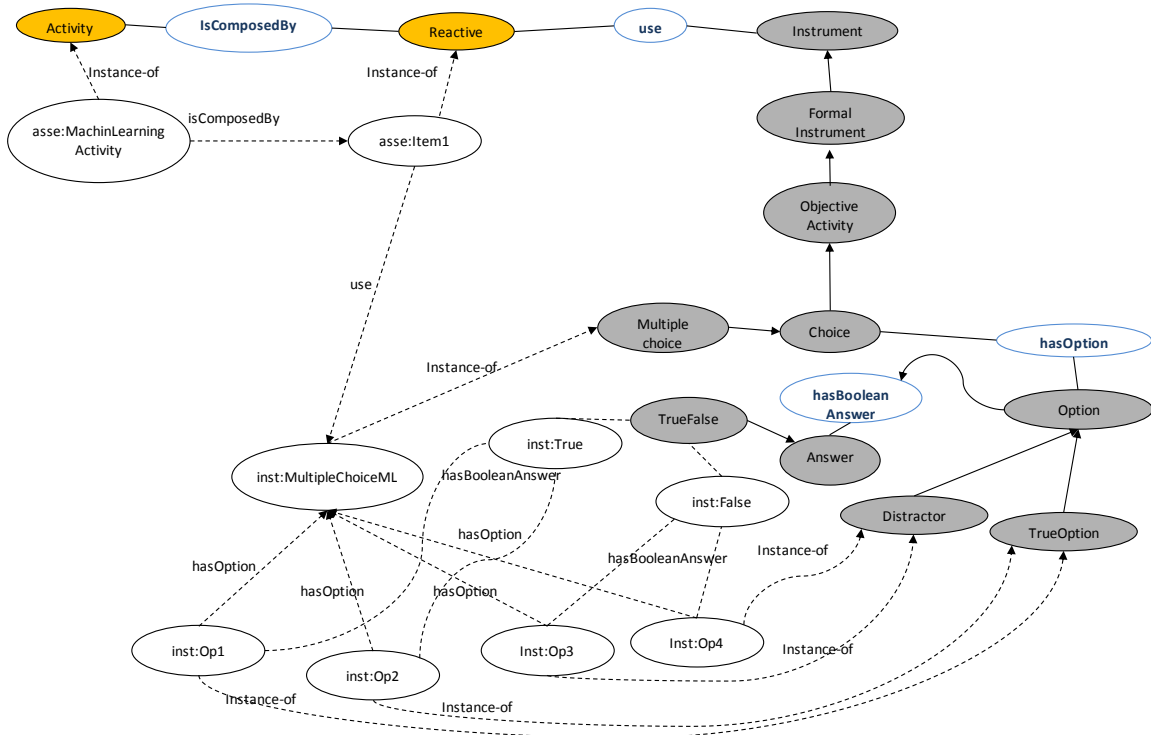 Activity
IsComposedBy
Reactive
use
Instrument
Instance-of
Instance-of
asse:MachinLearning
Activity
isComposedBy
asse:Item1
Formal
Instrument
Objective
Activity
use
Multiple
choice
Choice
hasOption
Instance-of
hasBoolean
Answer
Option
TrueFalse
inst:True
Answer
inst:MultipleChoiceML
hasBooleanAnswer
inst:False
Distractor
TrueOption
hasOption
hasBooleanAnswer
Instance-of
hasOption
hasOption
inst:Op1
inst:Op2
Inst:Op3
Inst:Op4
Instance-of
Instance-of
Instance-of